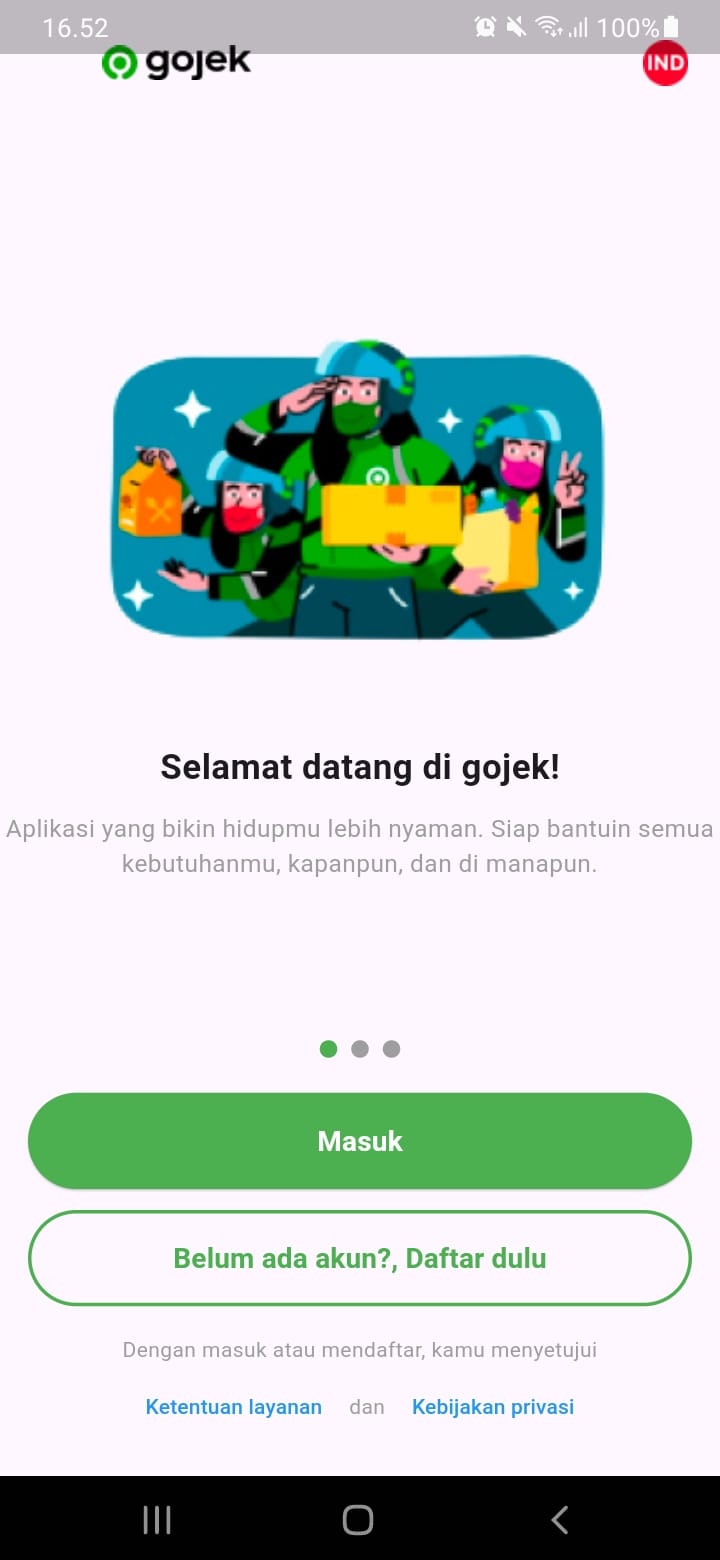 16.52
100%
gojek
IND
Selamat datang di gojek!
Aplikasi yang bikin hidupmu lebih nyaman. Siap bantuin semua
kebutuhanmu, kapanpun, dan di manapun.
Masuk
Belum ada akun?, Daftar dulu
Dengan masuk atau mendaftar, kamu menyetujui
Ketentuan layanan dan Kebijakan privasi